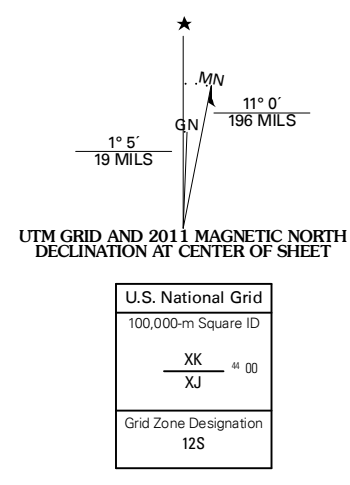 MN
11° 0´
196 MILS
GN
1° 5´
19 MILS
UTM GRID AND 2011 MAGNETIC NORTH
DECLINATION AT CENTER OF SHEET
U.S. National Grid
100,000-m Square ID
XK
44 00
XJ
Grid Zone Designation
12S